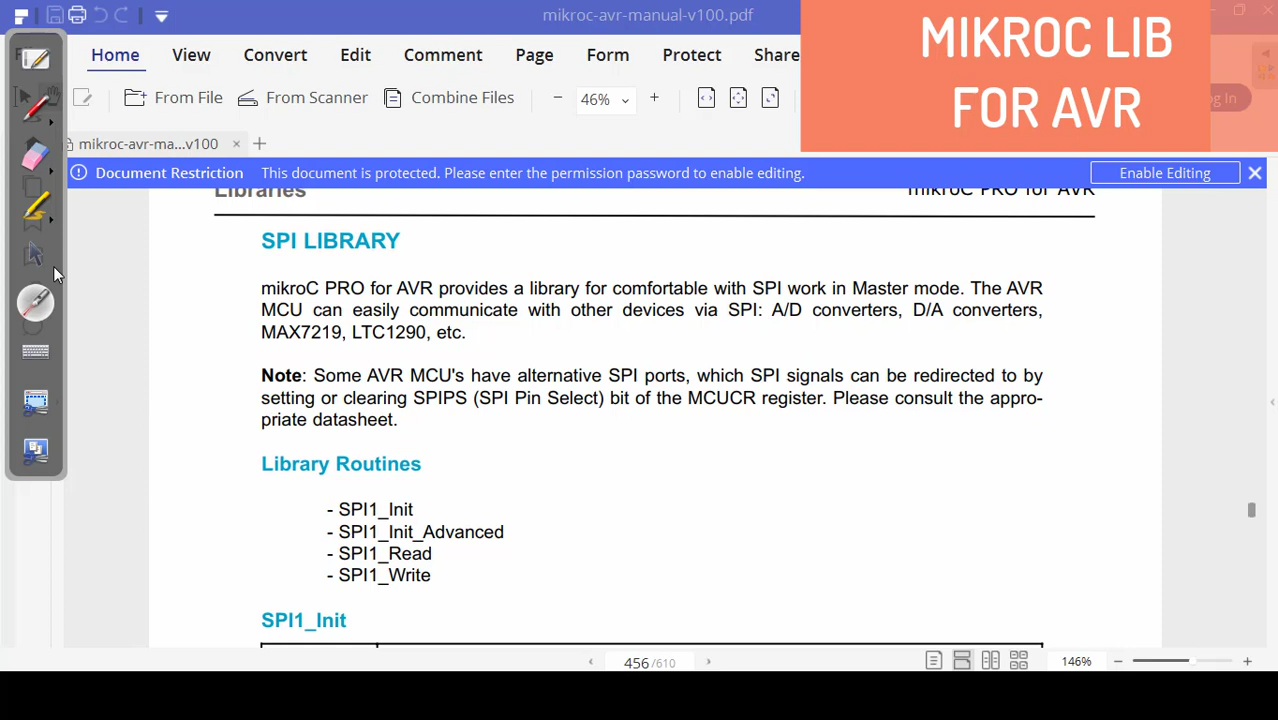 mikroc-avr-manual-v100.pdf
MIKROC LIB
FOR AVR
Home View Convert Edit Comment Page Form Protect Share
From File From Scanner Combine Files 46% g In
mikroc-avr-ma...v100
Document Restriction This document is protected. Please enter the permission password to enable editing. Enable Editing
Libraries mikroC PRO for AVR
SPI LIBRARY
mikroC PRO for AVR provides a library for comfortable with SPI work in Master mode. The AVR
MCU can easily communicate with other devices via SPI: A/D converters, D/A converters,
MAX7219, LTC1290, etc.
Note: Some AVR MCU's have alternative SPI ports, which SPI signals can be redirected to by
setting or clearing SPIPS (SPI Pin Select) bit of the MCUCR register. Please consult the appro-
priate datasheet.
Library Routines
- SPI1_Init
- SPI1_Init_Advanced
- SPI1_Read
- SPI1_Write
SPI1_Init
456/610 146%